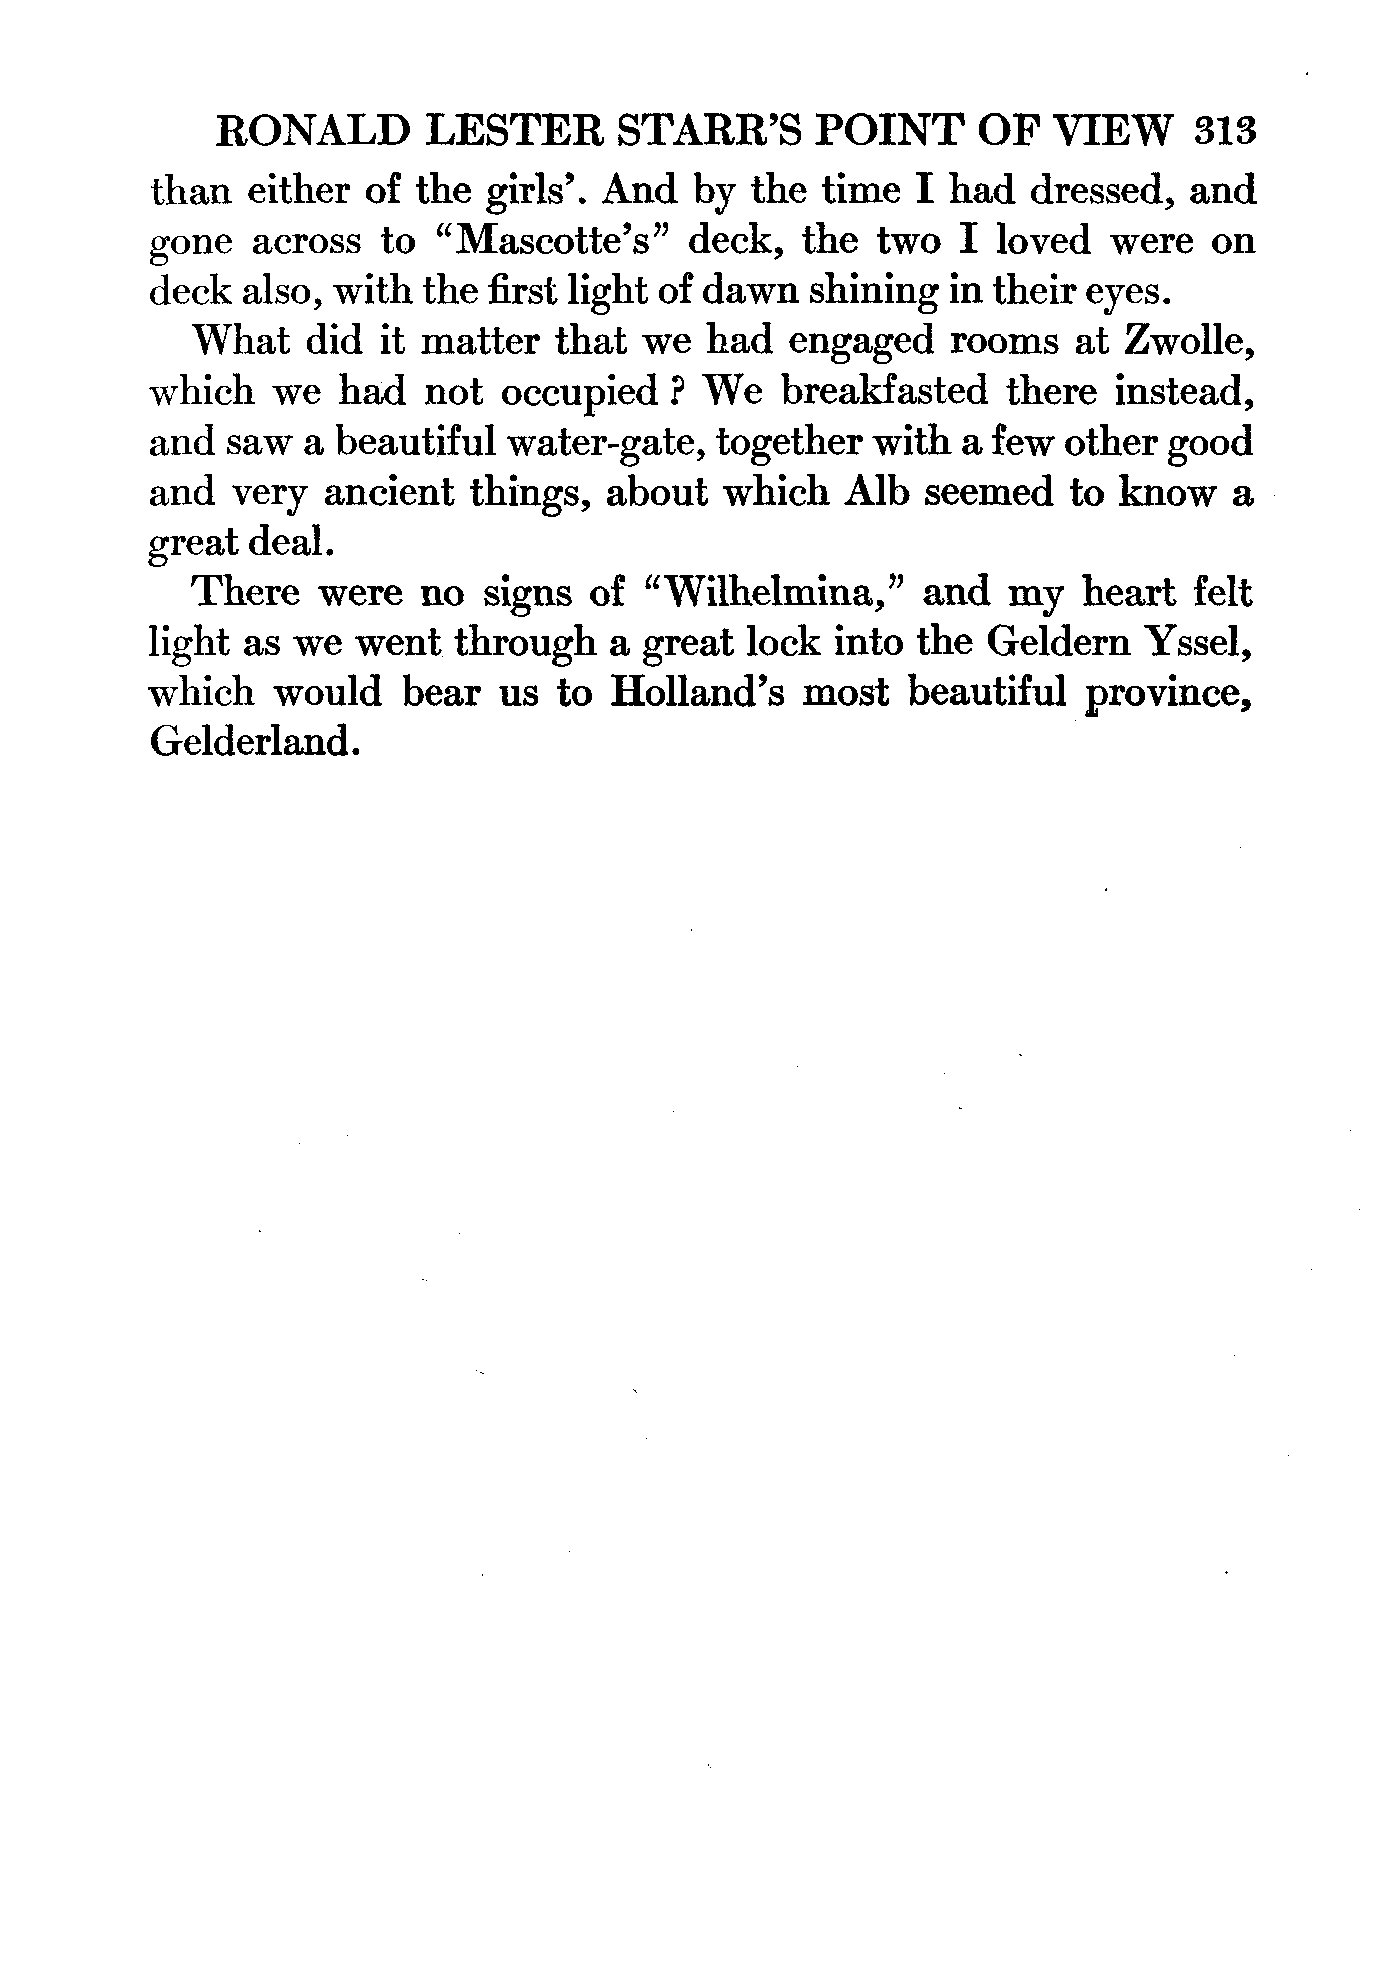 RONALD LESTER STARR'S POINT OF VIEW 313
than either of the girls'. And by the time I had dressed, and
gone across to “Mascotte's” deck, the two I loved were on
deck also, with the first light of dawn shining in their eyes.
What did it matter that we had engaged rooms at Zwolle,
which we had not occupied ? We breakfasted there instead,
and saw a beautiful water-gate, together with a few other good
and very ancient things, about which Alb seemed to know a
great deal.
There were no signs of “Wilhelmina,” and my heart felt
light as we went through a great lock into the Geldern Yssel,
which would bear us to Holland's most beautiful province,
Gelderland.